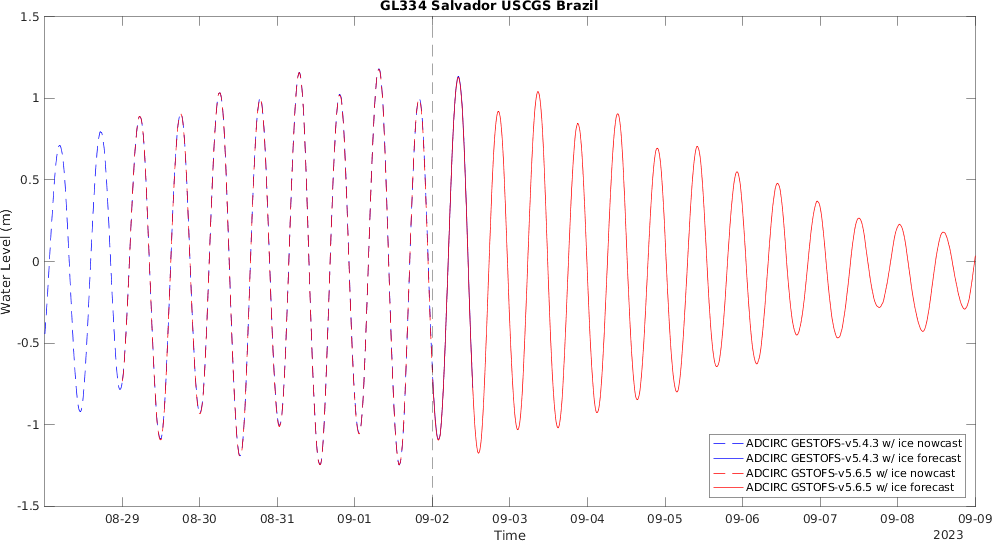 GL334 Salvador USCGS Brazil
1.5
1
0.5
0
-0.5
-1
-1.5
Water Level (m)
ADCIRC GESTOFS-v5.4.3 w/ ice nowcast
ADCIRC GESTOFS-v5.4.3 w/ ice forecast
ADCIRC GSTOFS-v5.6.5 w/ ice nowcast
ADCIRC GSTOFS-v5.6.5 w/ ice forecast
08-29 08-30 08-31 09-01 09-02 09-03 09-04 09-05 09-06 09-07 09-08 09-09
Time
2023